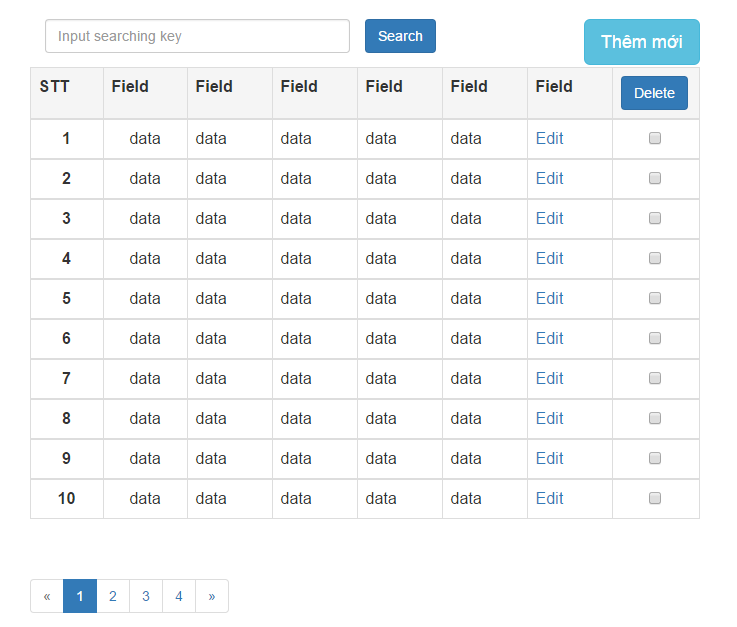 Input searching key Search Thêm mới
STT Field Field Field Field Field Field Delete
1 data data data data data Edit
2 data data data data data Edit
3 data data data data data Edit
4 data data data data data Edit
5 data data data data data Edit
6 data data data data data Edit
7 data data data data data Edit
8 data data data data data Edit
9 data data data data data Edit
10 data data data data data Edit
« 1 2 3 4 »